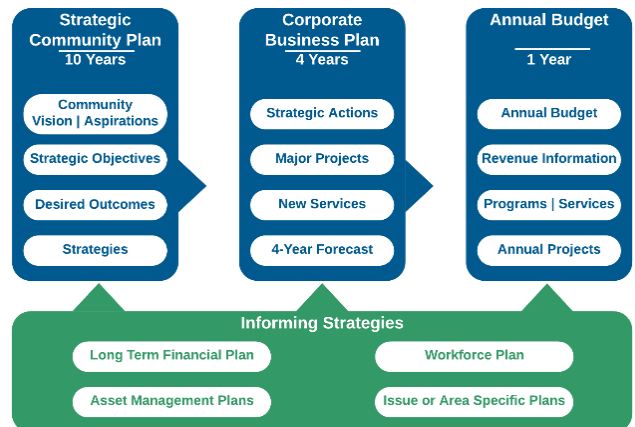 Strategic
Community Plan
10 Years
Community
Vision | Aspirations
Strategic Objectives
Desired Outcomes
Strategies
Corporate
Business Plan
4 Years
Strategic Actions
Major Projects
New Services
4-Year Forecast
Annual Budget
1 Year
Annual Budget
Revenue Information
Programs | Services
Annual Projects
Informing Strategies
Long Term Financial Plan
Workforce Plan
Asset Management Plans
Issue or Area Specific Plans